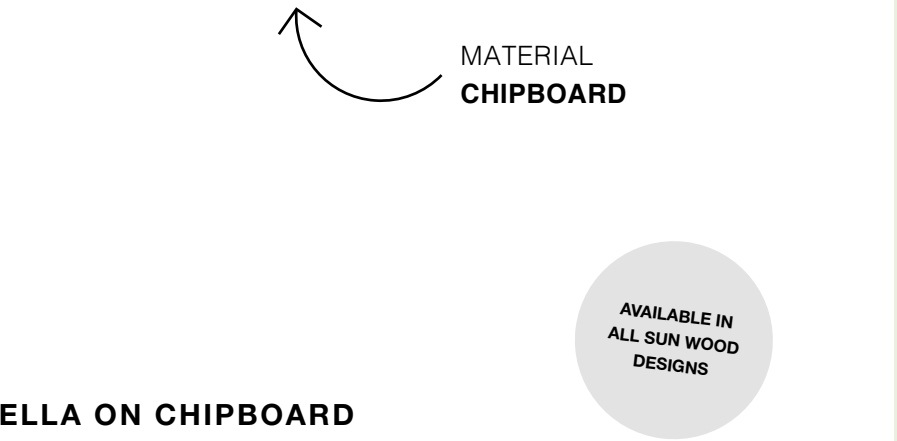 MATERIAL
CHIPBOARD
AVAILABLE IN
ALL SUN WOOD
DESIGNS
ELLA ON CHIPBOARD